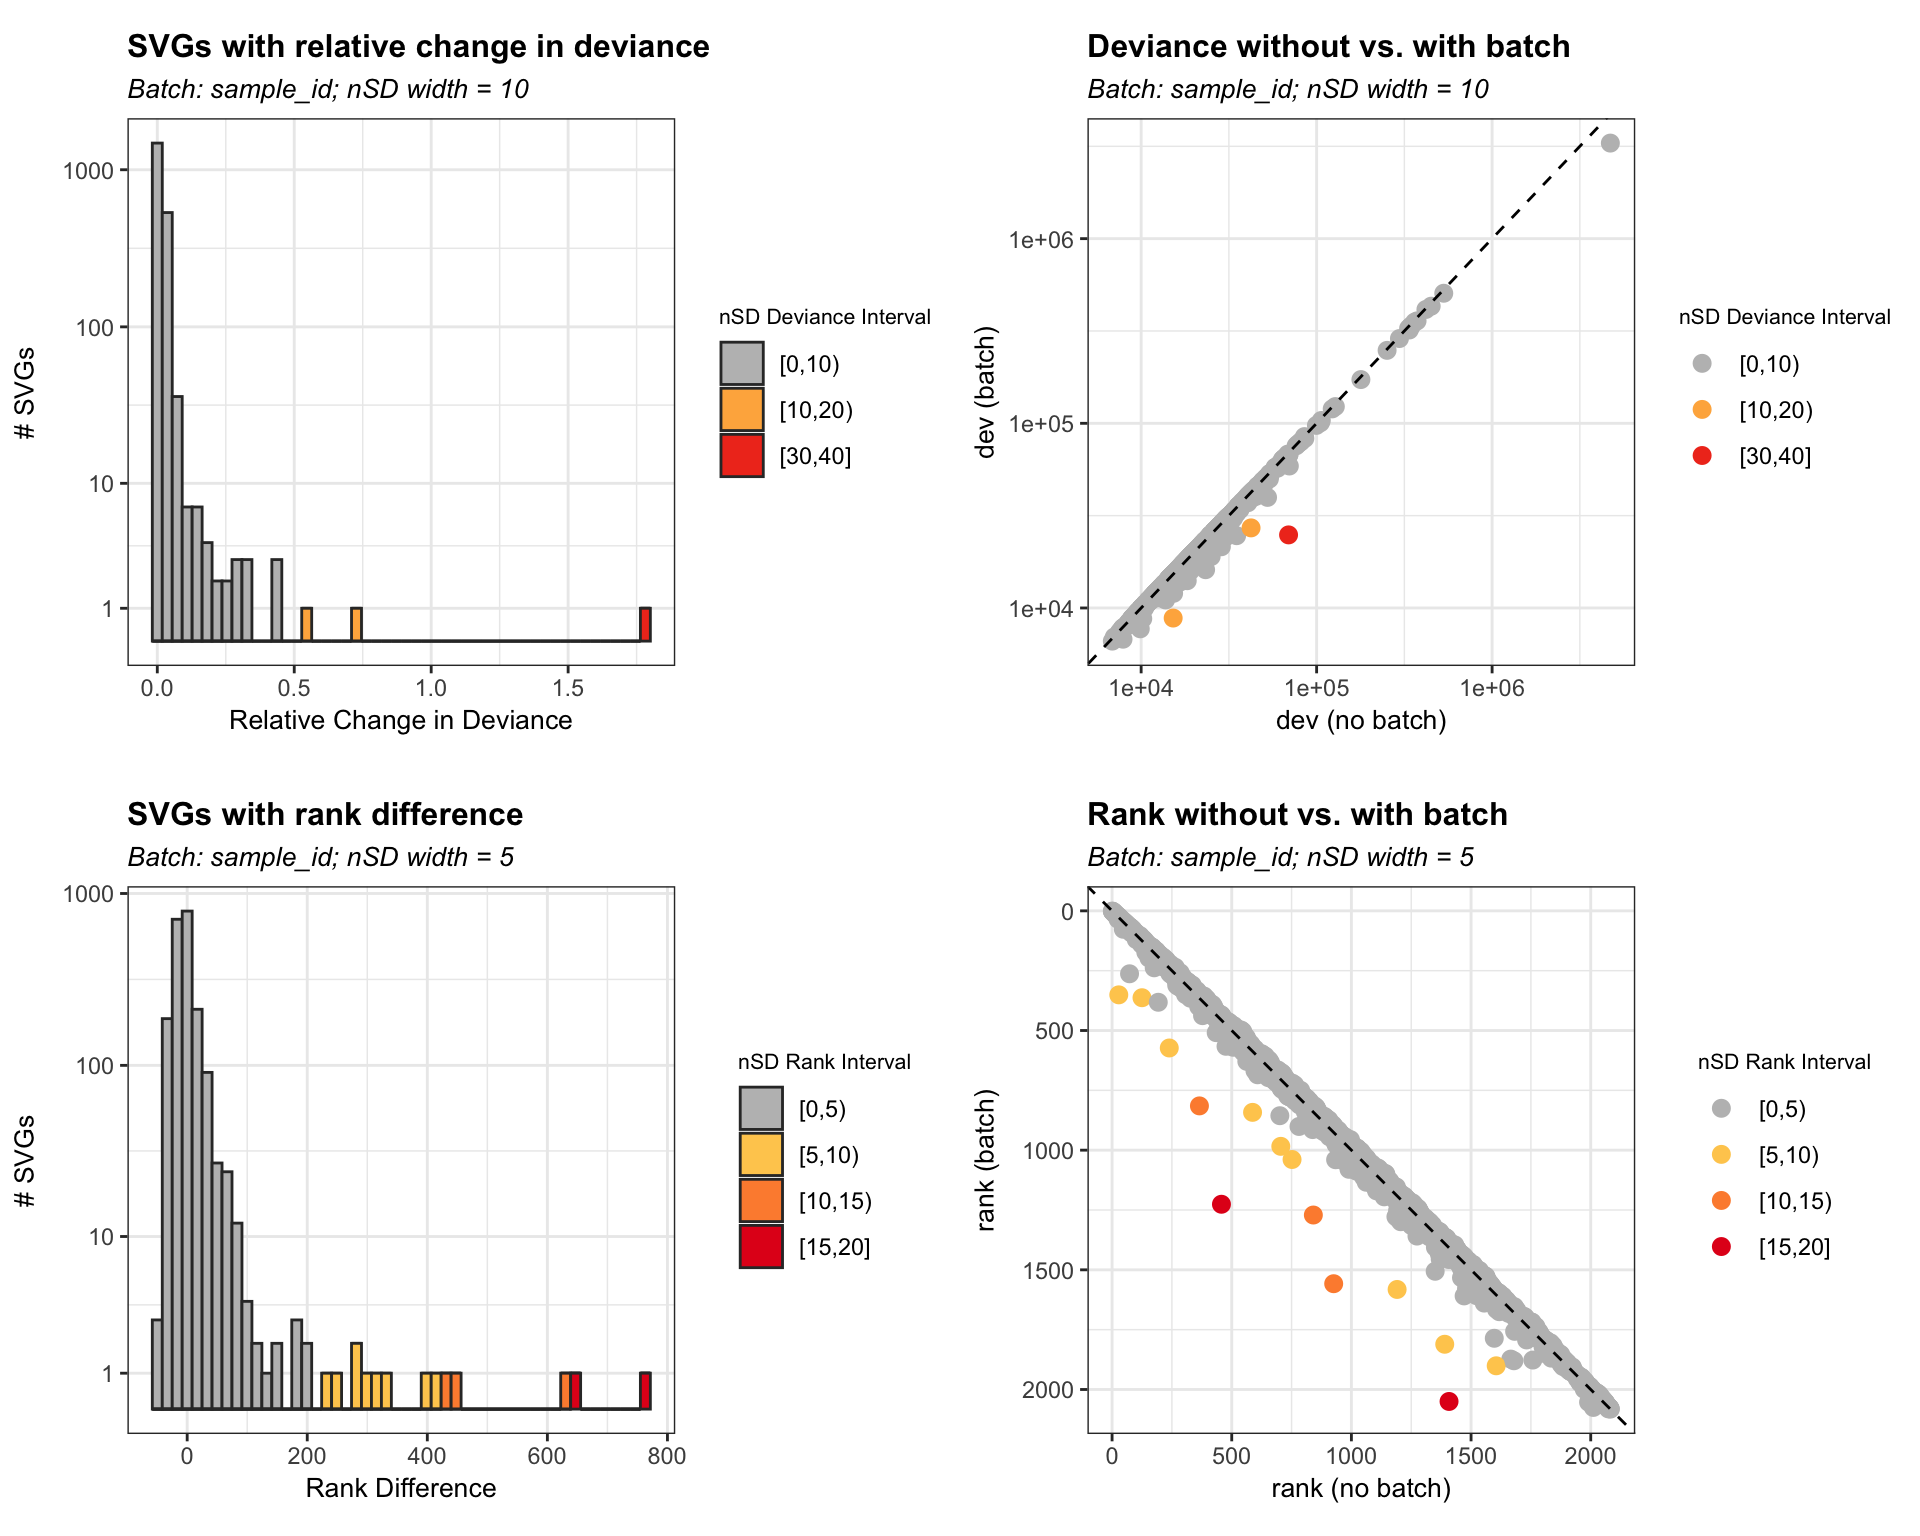 SVGs with relative change in deviance
Batch: sample_id; nSD width = 10
# SVGs
1000
100
10
1
0.0
0.5
1.0
1.5
Relative Change in Deviance
nSD Deviance Interval
[0,10)
[10,20)
[30,40]
Deviance without vs. with batch
Batch: sample_id; nSD width = 10
dev (batch)
1e+06
1e+05
1e+04
1e+04
1e+05
1e+06
dev (no batch)
nSD Deviance Interval
[0,10)
[10,20)
[30,40]
SVGs with rank difference
Batch: sample_id; nSD width = 5
# SVGs
1000
100
10
1
0
200
400
600
800
Rank Difference
nSD Rank Interval
[0,5)
[5,10)
[10,15)
[15,20]
Rank without vs. with batch
Batch: sample_id; nSD width = 5
rank (batch)
0
500
1000
1500
2000
0
500
1000
1500
2000
rank (no batch)
nSD Rank Interval
[0,5)
[5,10)
[10,15)
[15,20]